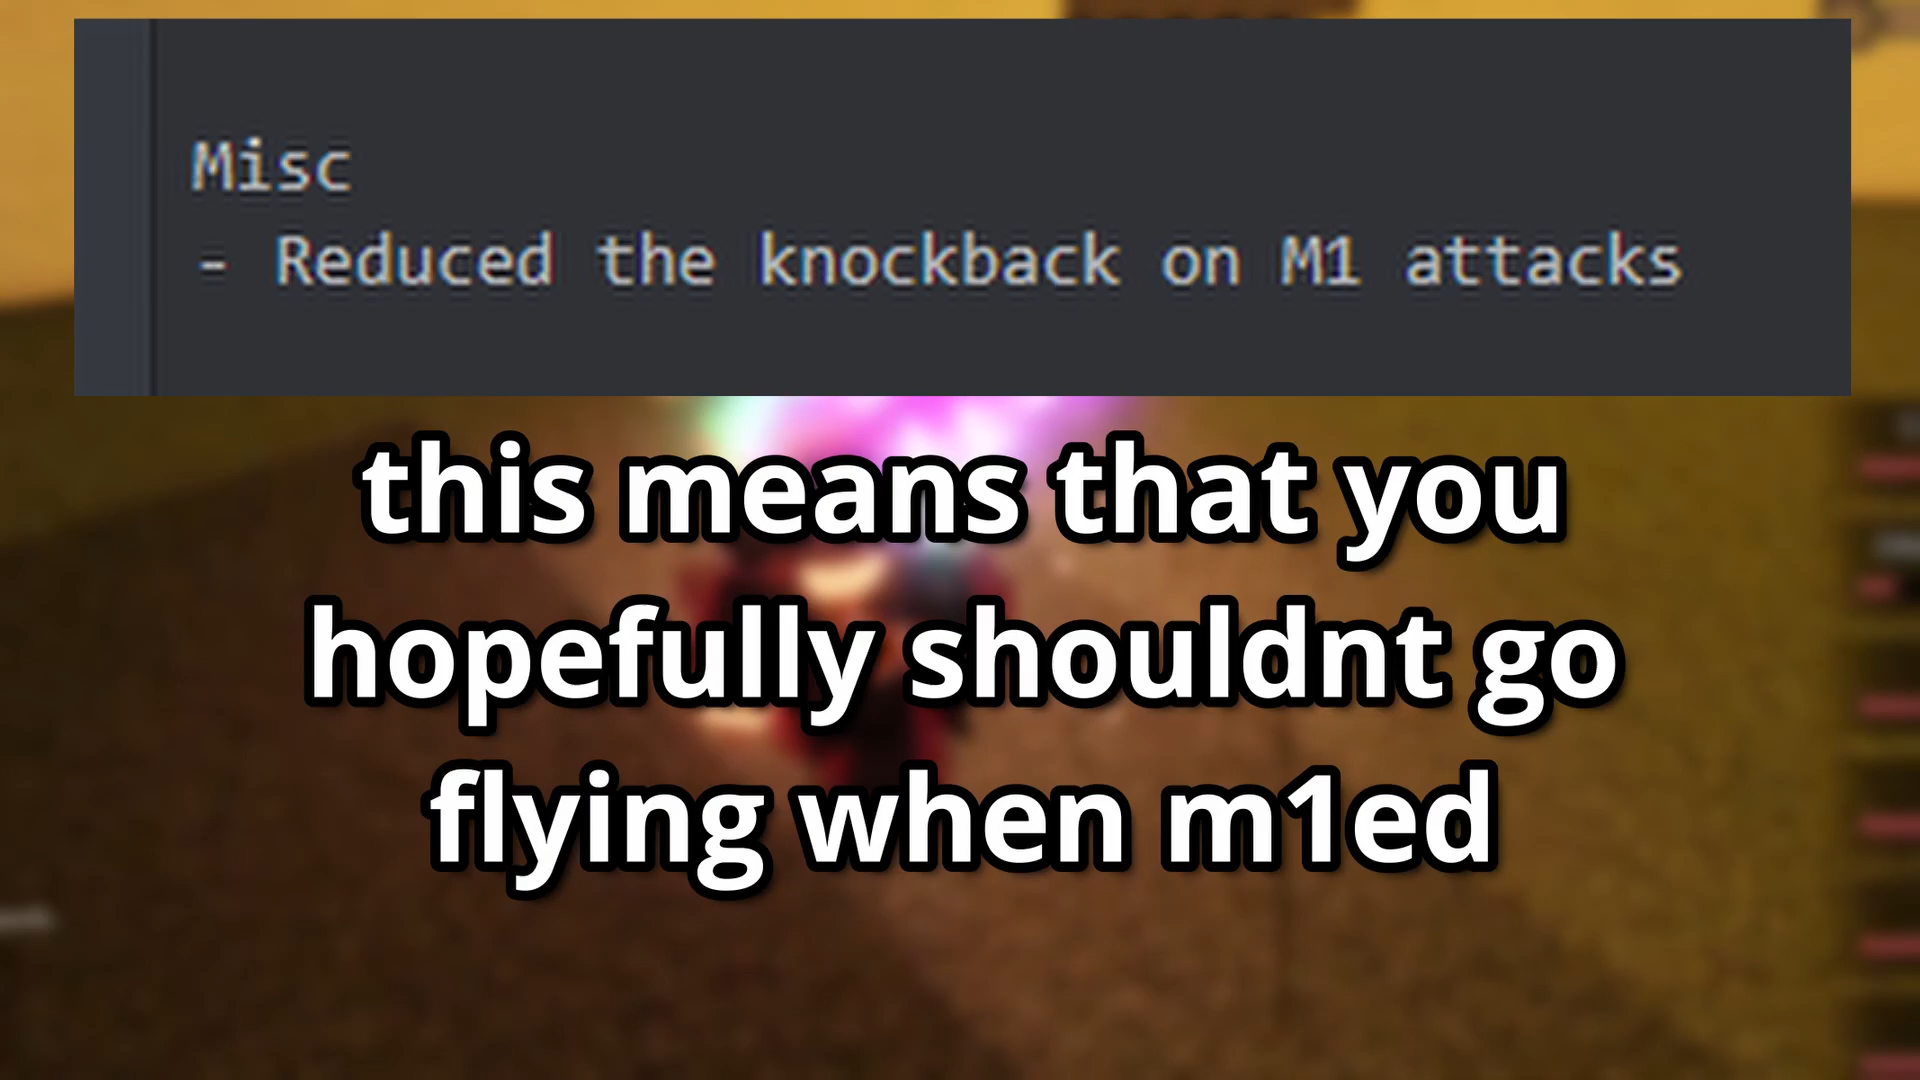 Misc
- Reduced the knockback on M1 attacks
this means that you
hopefully shouldnt go
flying when m1ed